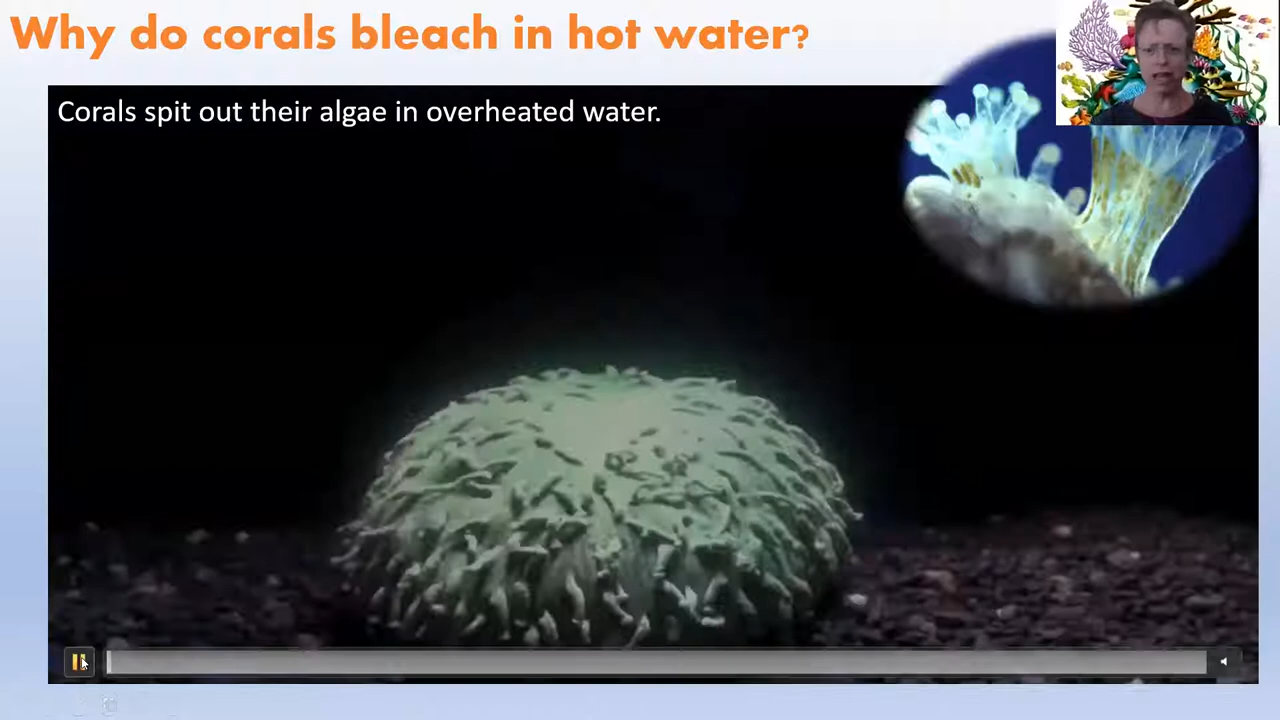 Why do corals bleach in hot water?
Corals spit out their algae in overheated water.